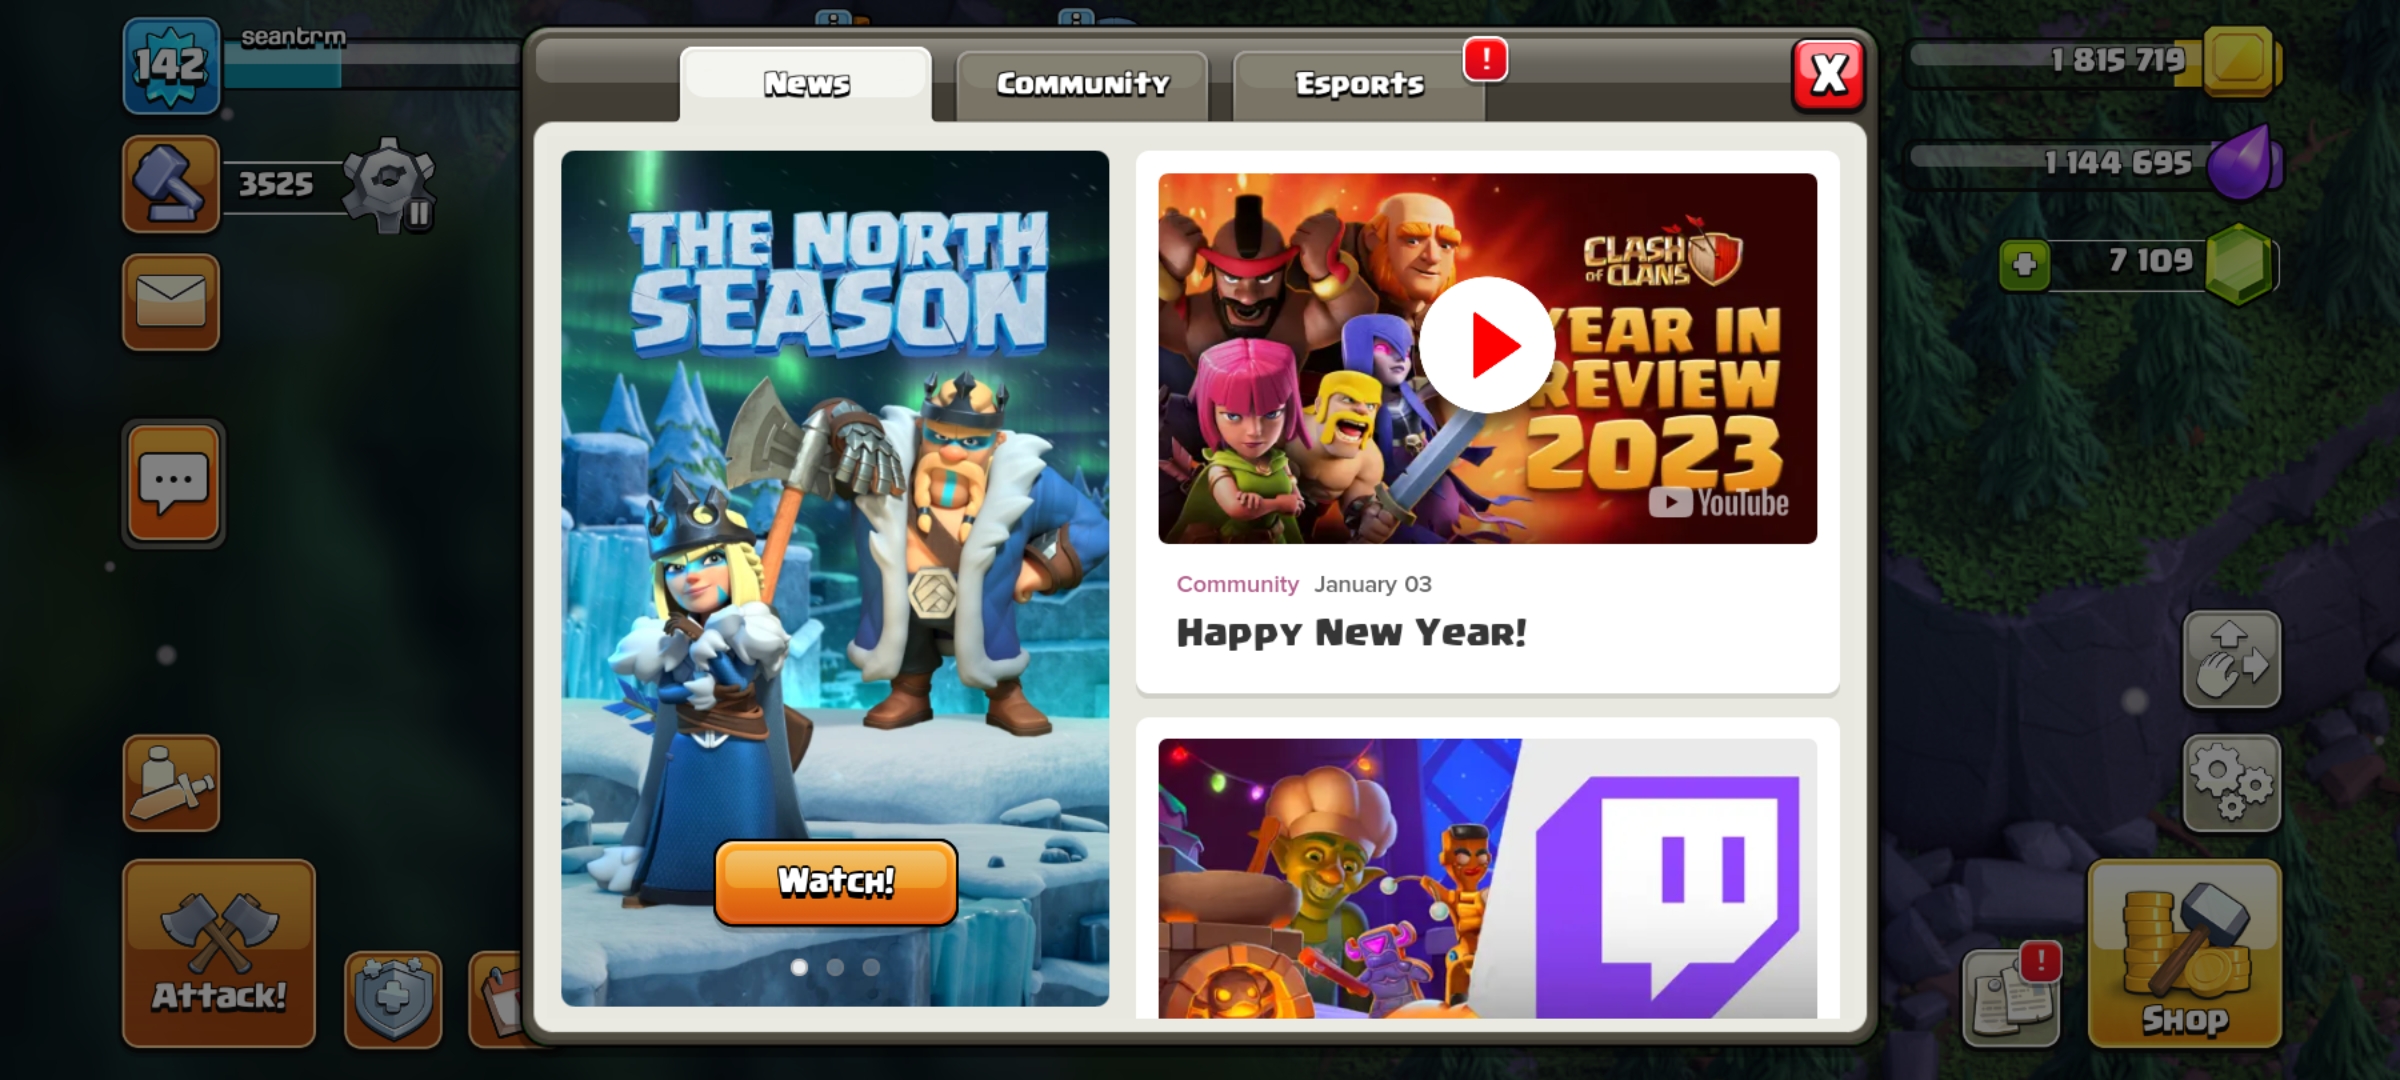 142
seantrm
News
Community
Esports
!
X
1 815 719
3525
1 144 695
7 109
THE NORTH
SEASON
CLASH
OF CLANS
YEAR IN
REVIEW
2023
YouTube
Community January 03
Happy New Year!
Watch!
Attack!
!
Shop